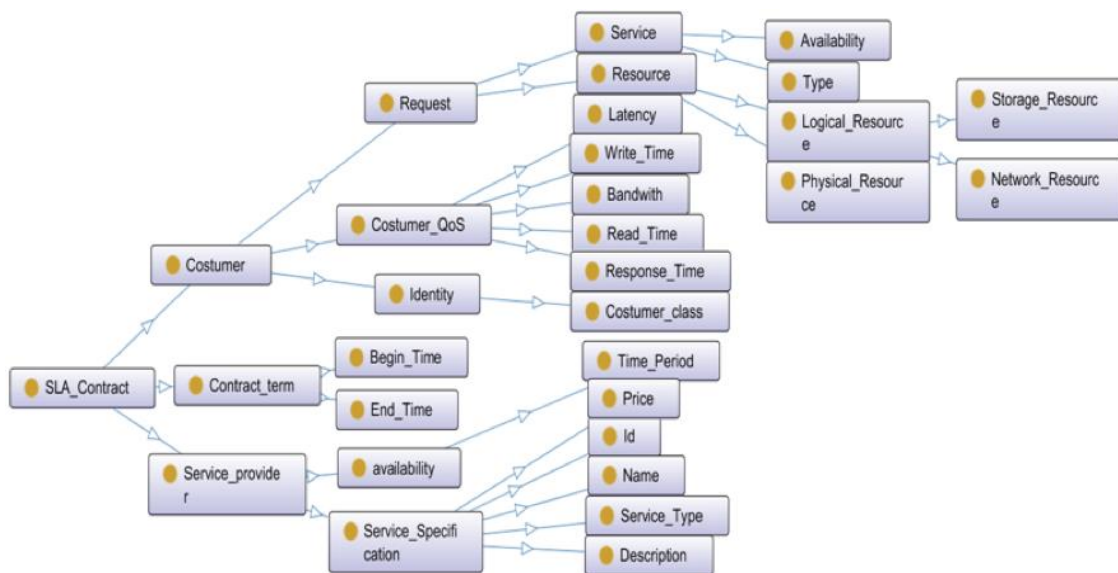 Service
Availability
Resource
Type
Request
Storage_Resourc
e
Latency
Logical_Resourc
e
Write_Time
Physical_Resour
ce
Network_Resourc
e
Bandwith
Costumer_QoS
Read_Time
Costumer
Response_Time
Identity
Costumer_class
Begin_Time
Time_Period
SLA_Contract
Contract_term
Price
End_Time
Id
Service_provide
r
availability
Name
Service_Specifi
cation
Service_Type
Description